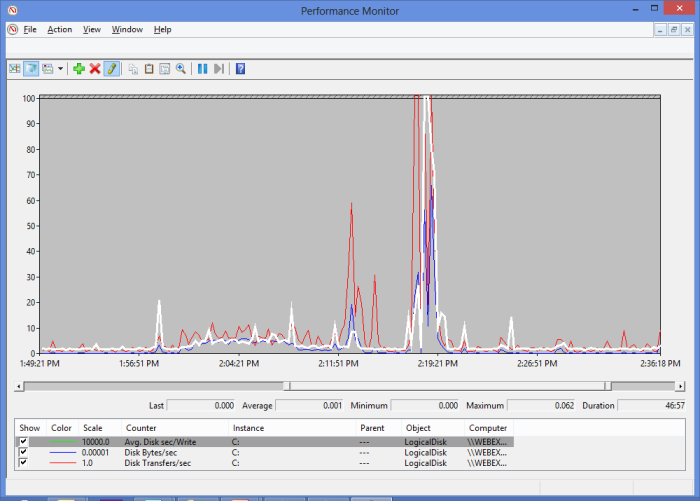 Performance Monitor
File Action View Window Help
100
90
80
70
60
50
40
30
20
10
0
1:49:21 PM 1:56:51 PM 2:04:21 PM 2:11:51 PM 2:19:21 PM 2:26:51 PM 2:36:18 PM
Last 0.000 Average 0.001 Minimum 0.000 Maximum 0.062 Duration 46:57
Show Color Scale Counter Instance Parent Object Computer
10000.0 Avg. Disk sec/Write C: --- LogicalDisk \\WEBEX...
0.00001 Disk Bytes/sec C: --- LogicalDisk \\WEBEX...
1.0 Disk Transfers/sec C: --- LogicalDisk \\WEBEX...